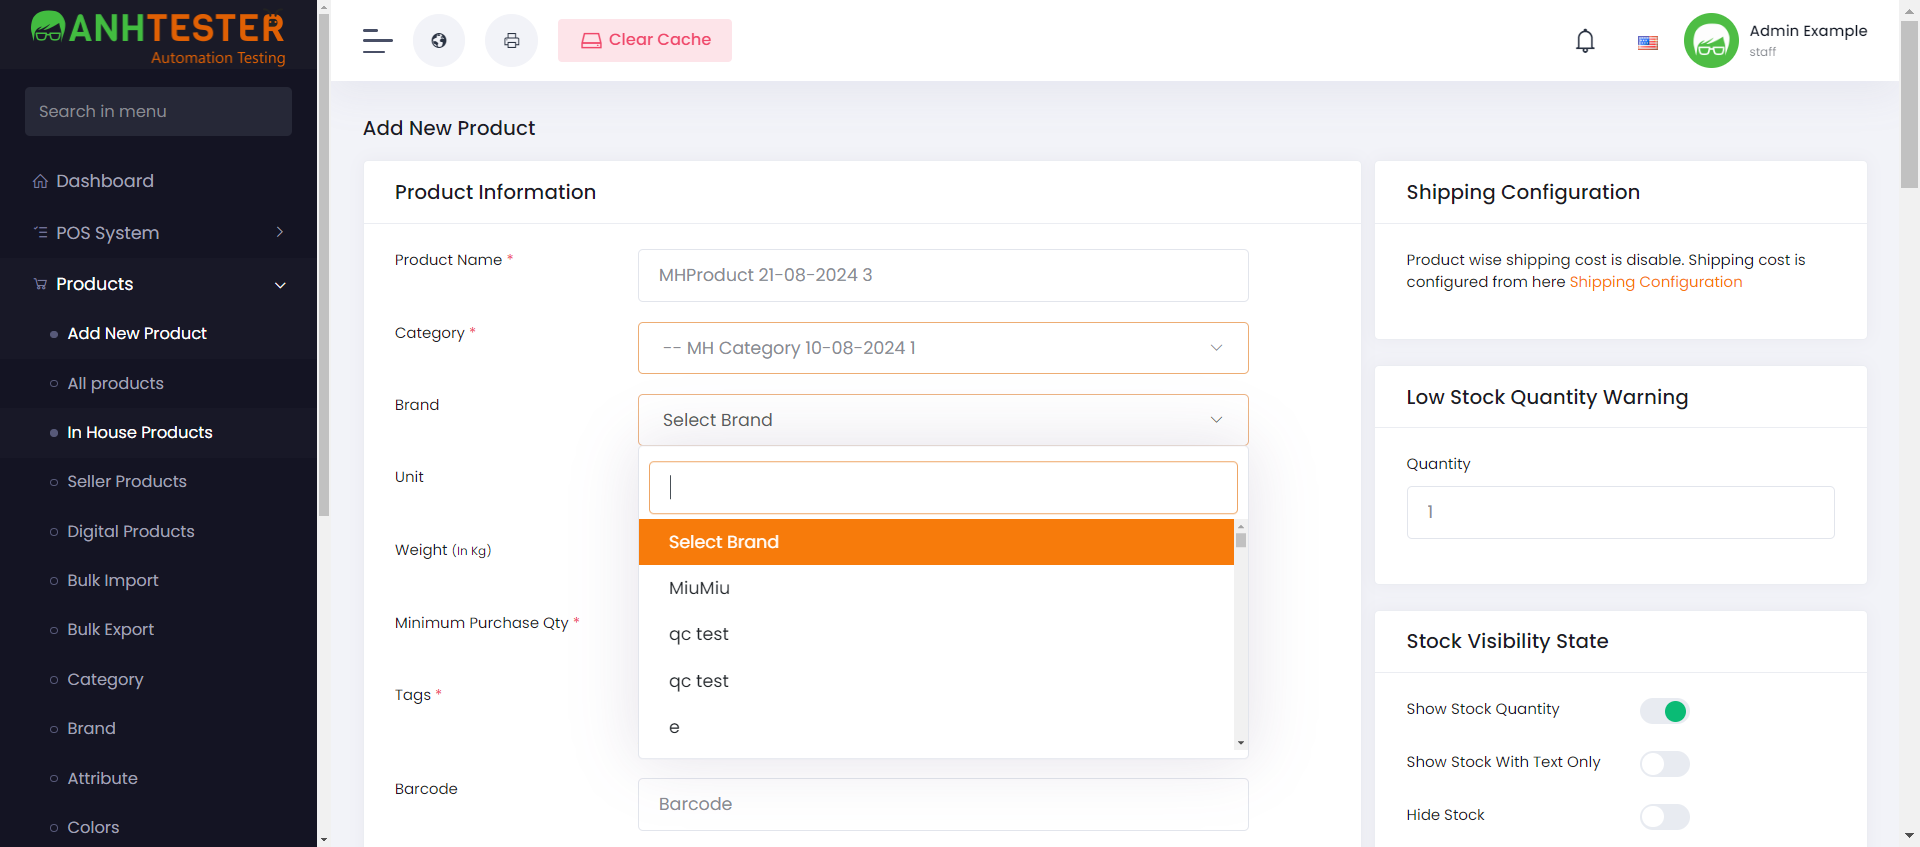 ANHTESTER
Automation Testing
Search in menu
Dashboard
POS System
Products
Add New Product
All products
In House Products
Seller Products
Digital Products
Bulk Import
Bulk Export
Category
Brand
Attribute
Colors
Clear Cache
Admin Example
staff
Add New Product
Product Information
Product Name *
MHProduct 21-08-2024 3
Category *
-- MH Category 10-08-2024 1
Brand
Select Brand
Select Brand
MiuMiu
qc test
qc test
e
Unit
Weight (In Kg)
Minimum Purchase Qty *
Tags *
Barcode
Barcode
Shipping Configuration
Product wise shipping cost is disable. Shipping cost is
configured from here Shipping Configuration
Low Stock Quantity Warning
Quantity
1
Stock Visibility State
Show Stock Quantity
Show Stock With Text Only
Hide Stock